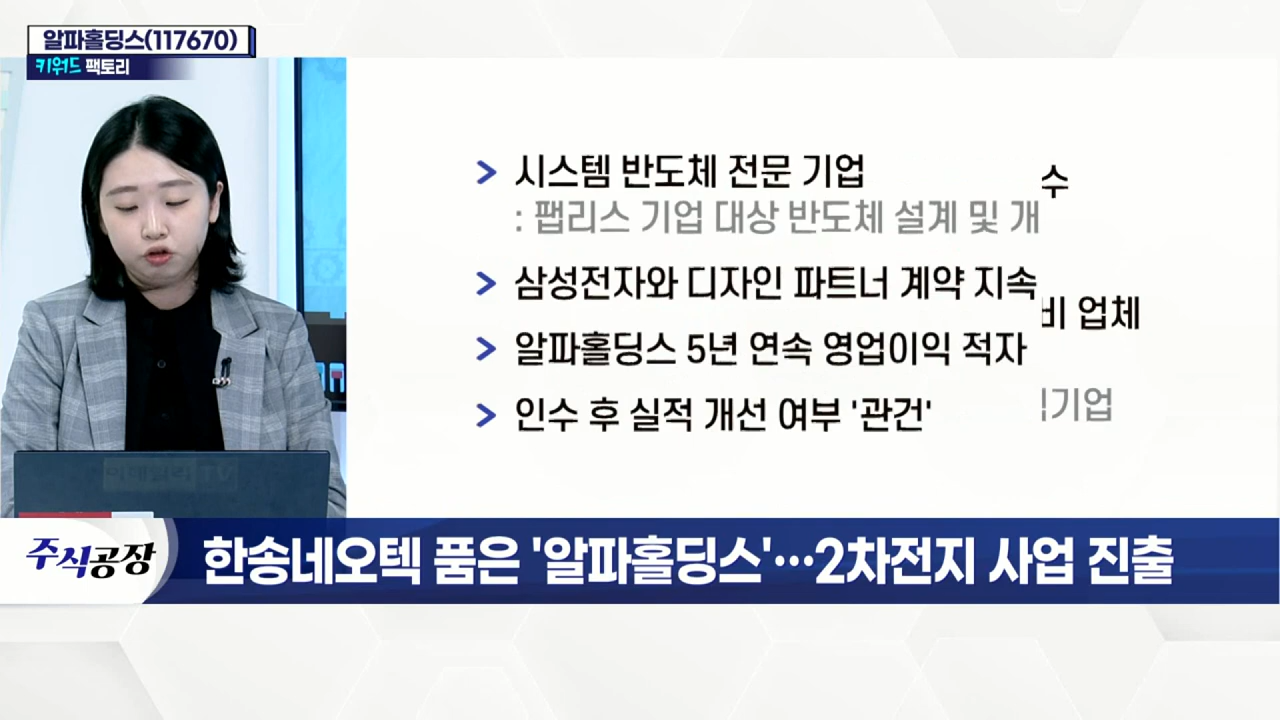 알파홀딩스(117670)
키워드 팩토리
시스템 반도체 전문 기업
: 팹리스 기업 대상 반도체 설계 및 개
수
삼성전자와 디자인 파트너 계약 지속
비 업체
알파홀딩스 5년 연속 영업이익 적자
인수 후 실적 개선 여부 '관건'
기업
주식공장
한송네오텍 품은 '알파홀딩스'…2차전지 사업 진출